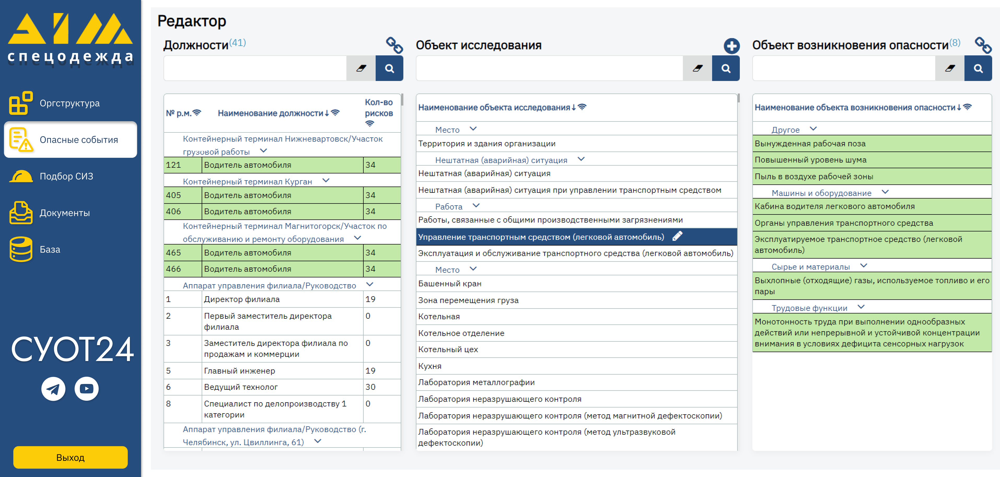 АІМ
спецодежда
Оргструктура
Опасные события
Подбор СИЗ
Документы
База
СУОТ24
Выход
Редактор
Должности(41)
№ р.м.
Наименование должности↓
Кол-во
рисков
Контейнерный терминал Нижневартовск/Участок
грузовой работы
121 Водитель автомобиля 34
Контейнерный терминал Курган
405 Водитель автомобиля 34
406 Водитель автомобиля 34
Контейнерный терминал Магнитогорск/Участок по
обслуживанию и ремонту оборудования
465 Водитель автомобиля 34
466 Водитель автомобиля 34
Аппарат управления филиала/Руководство
1 Директор филиала 19
2 Первый заместитель директора 0
филиала
3 Заместитель директора филиала по 0
продажам и коммерции
5 Главный инженер 19
6 Ведущий технолог 30
8 Специалист по делопроизводству 1 0
категории
Аппарат управления филиала/Руководство (г.
Челябинск, ул. Цвиллинга, 61)
Объект исследования
Наименование объекта исследования↓
Место
Территория и здания организации
Нештатная (аварийная) ситуация
Нештатная (аварийная) ситуация
Нештатная (аварийная) ситуация при управлении транспортным средством
Работа
Работы, связанные с общими производственными загрязнениями
Управление транспортным средством (легковой автомобиль)
Эксплуатация и обслуживание транспортного средства (легковой автомобиль)
Место
Башенный кран
Зона перемещения груза
Котельная
Котельное отделение
Котельный цех
Кухня
Лаборатория металлографии
Лаборатория неразрушающего контроля
Лаборатория неразрушающего контроля (метод магнитной дефектоскопии)
Лаборатория неразрушающего контроля (метод ультразвуковой
дефектоскопии)
Объект возникновения опасности(8)
Наименование объекта возникновения опасности↓
Другое
Вынужденная рабочая поза
Повышенный уровень шума
Пыль в воздухе рабочей зоны
Машины и оборудование
Кабина водителя легкового автомобиля
Органы управления транспортного средства
Эксплуатируемое транспортное средство (легковой
автомобиль)
Сырье и материалы
Выхлопные (отходящие) газы, используемое топливо и его
пары
Трудовые функции
Монотонность труда при выполнении однообразных
действий или непрерывной и устойчивой концентрации
внимания в условиях дефицита сенсорных нагрузок